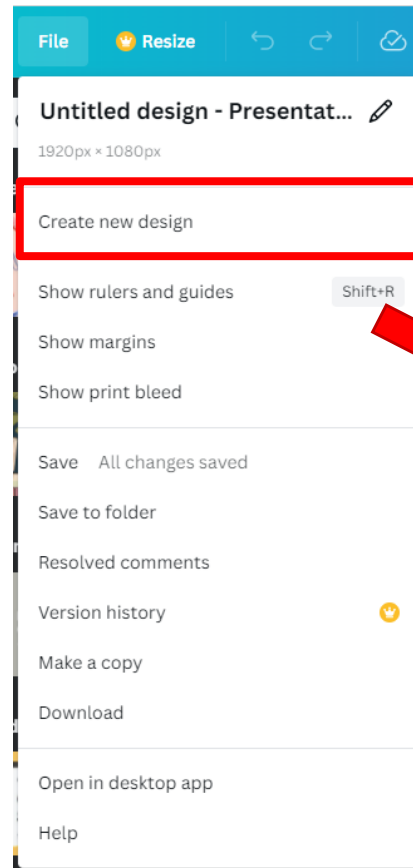 File Resize
Untitled design - Presentat...
1920px × 1080px
Create new design
Show rulers and guides Shift+R
Show margins
Show print bleed
Save All changes saved
Save to folder
Resolved comments
Version history
Make a copy
Download
Open in desktop app
Help